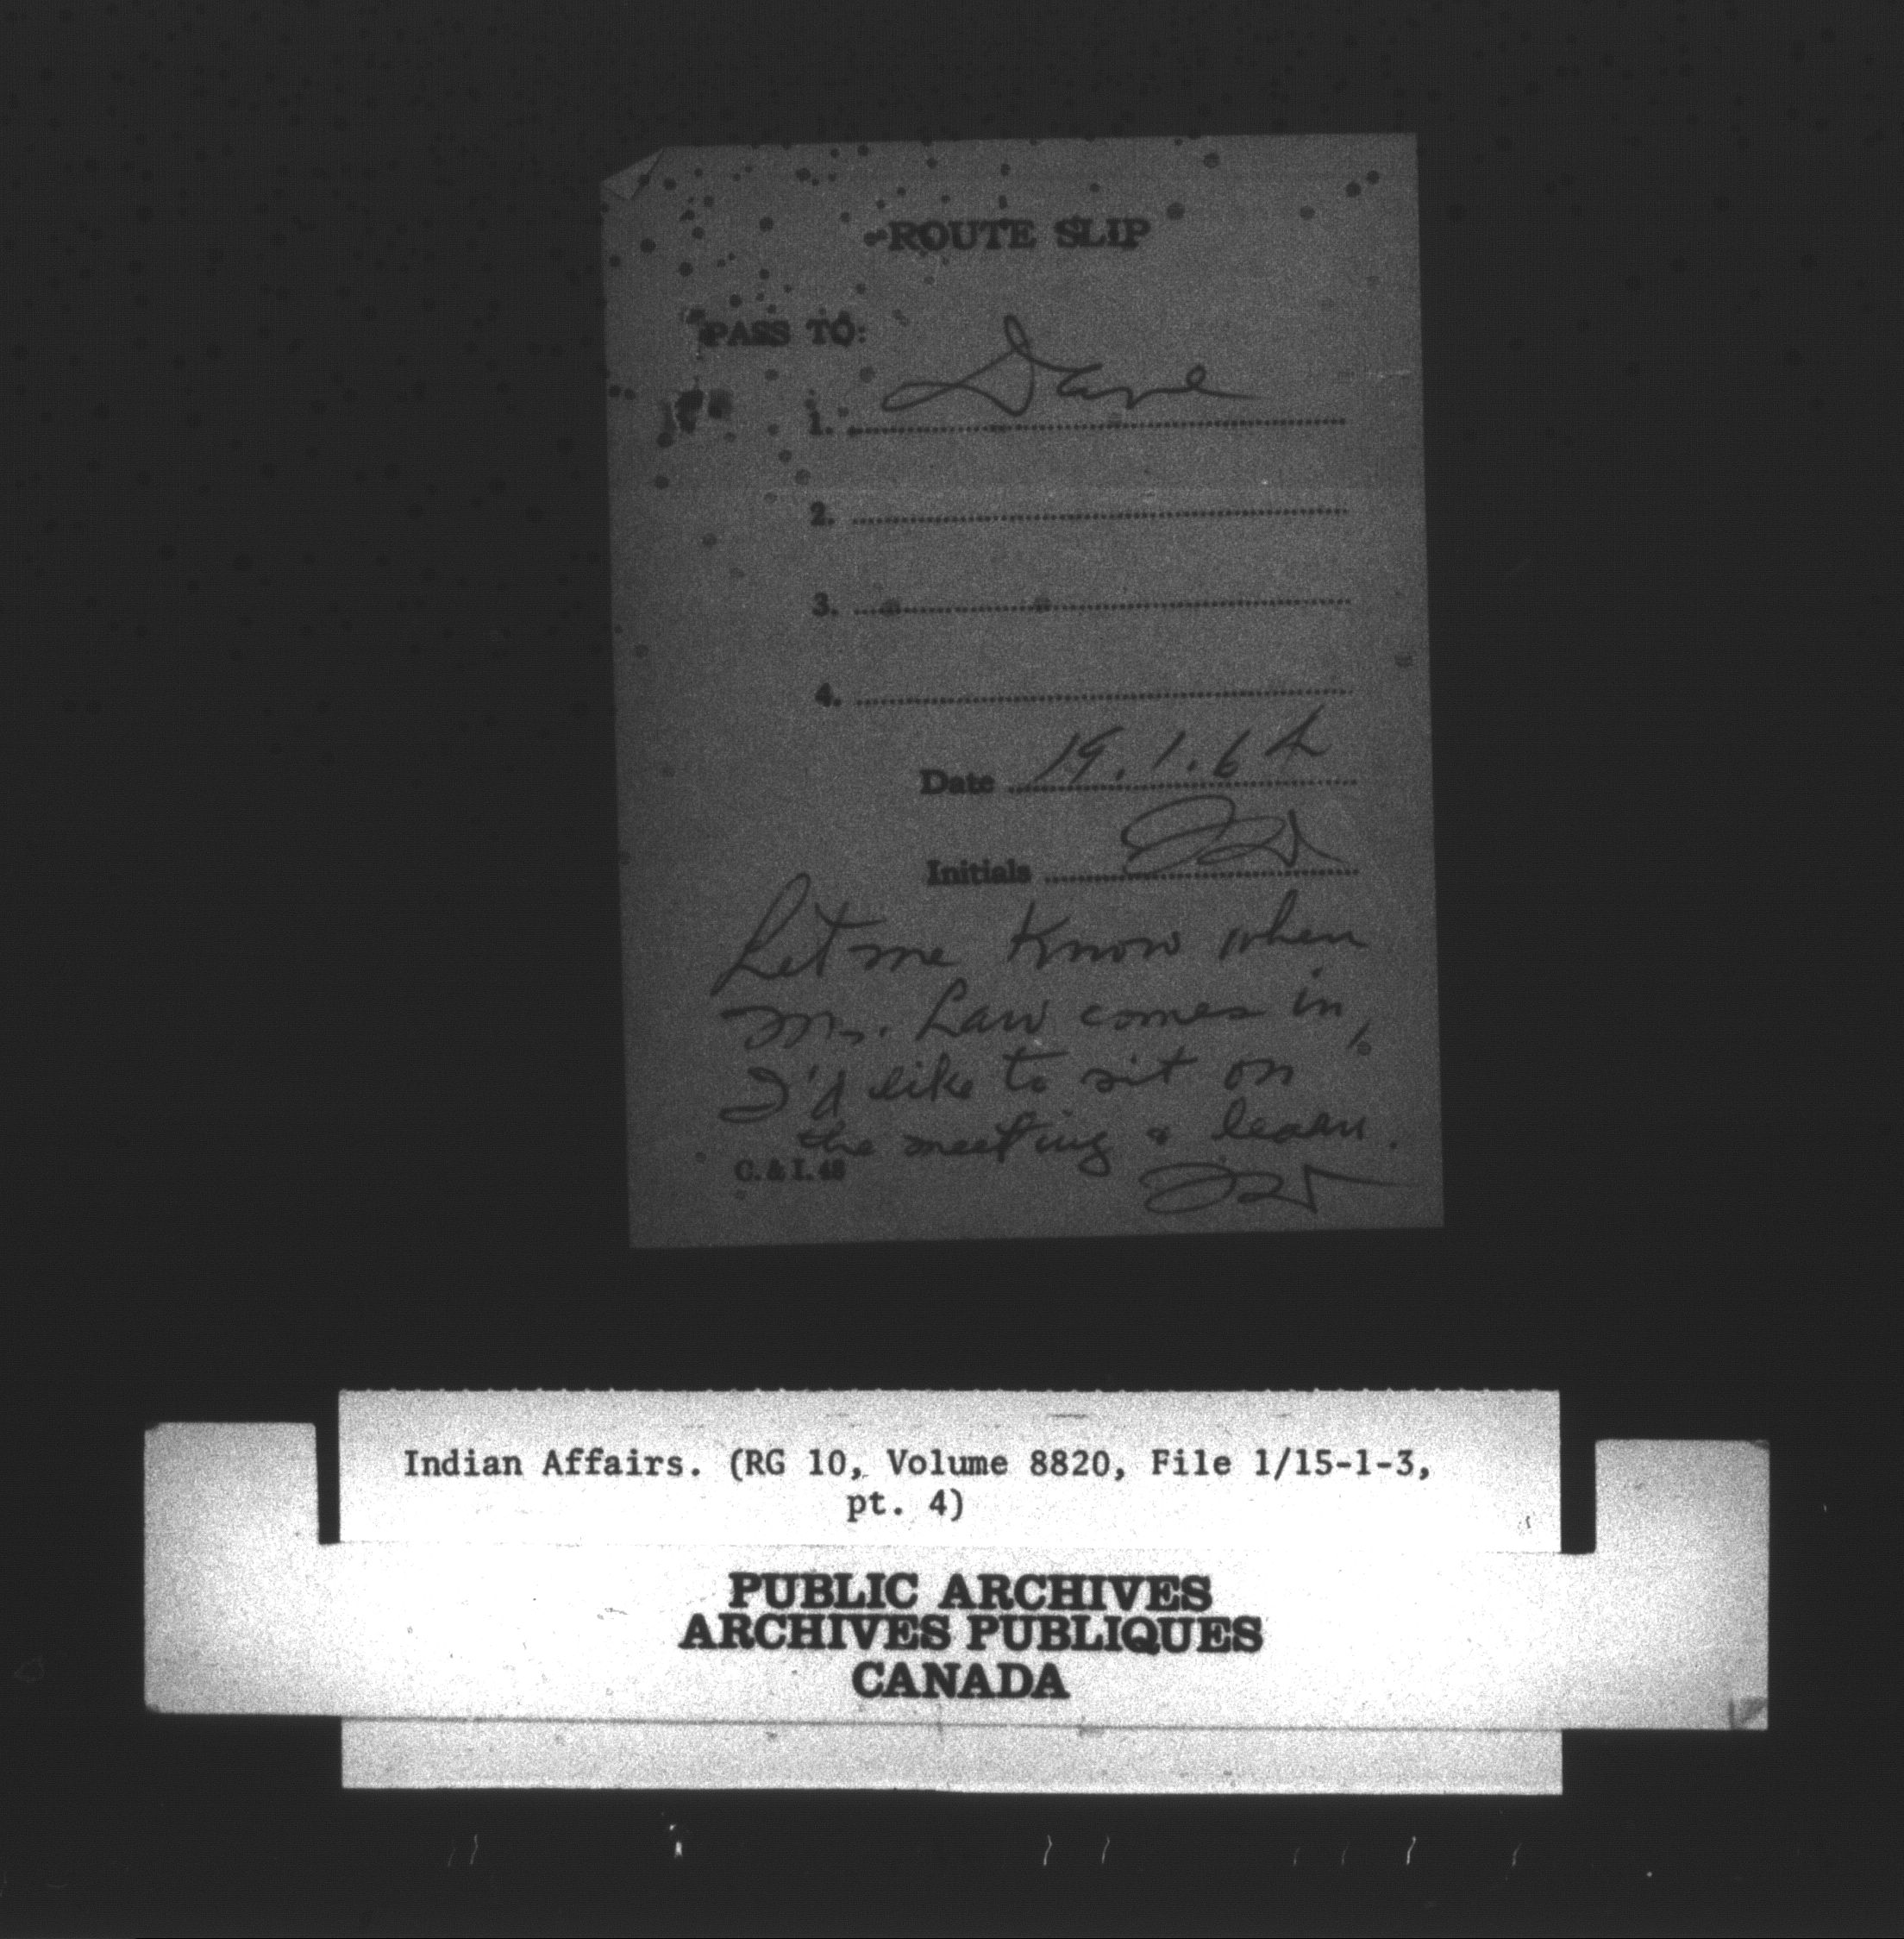 ROUTE SLIP
PASS TO:
1. Dave
2.
3.
4.
Date 19.1.64
Initials
Let me know when
Mr. Law comes in,
I'd like to sit on
the meeting & learn.
C. & I. 48
Indian Affairs. (RG 10, Volume 8820, File 1/15-1-3,
pt. 4)
PUBLIC ARCHIVES
ARCHIVES PUBLIQUES
CANADA